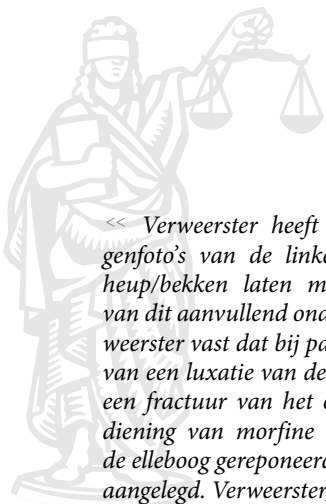 << Verweerster heeft
genfoto's van de linke
heup/bekken laten m
van dit aanvullend ond
weerster vast dat bij pa
van een luxatie van de
een fractuur van het
diening van morfine
de elleboog gereponeerd
aangelegd. Verweerster